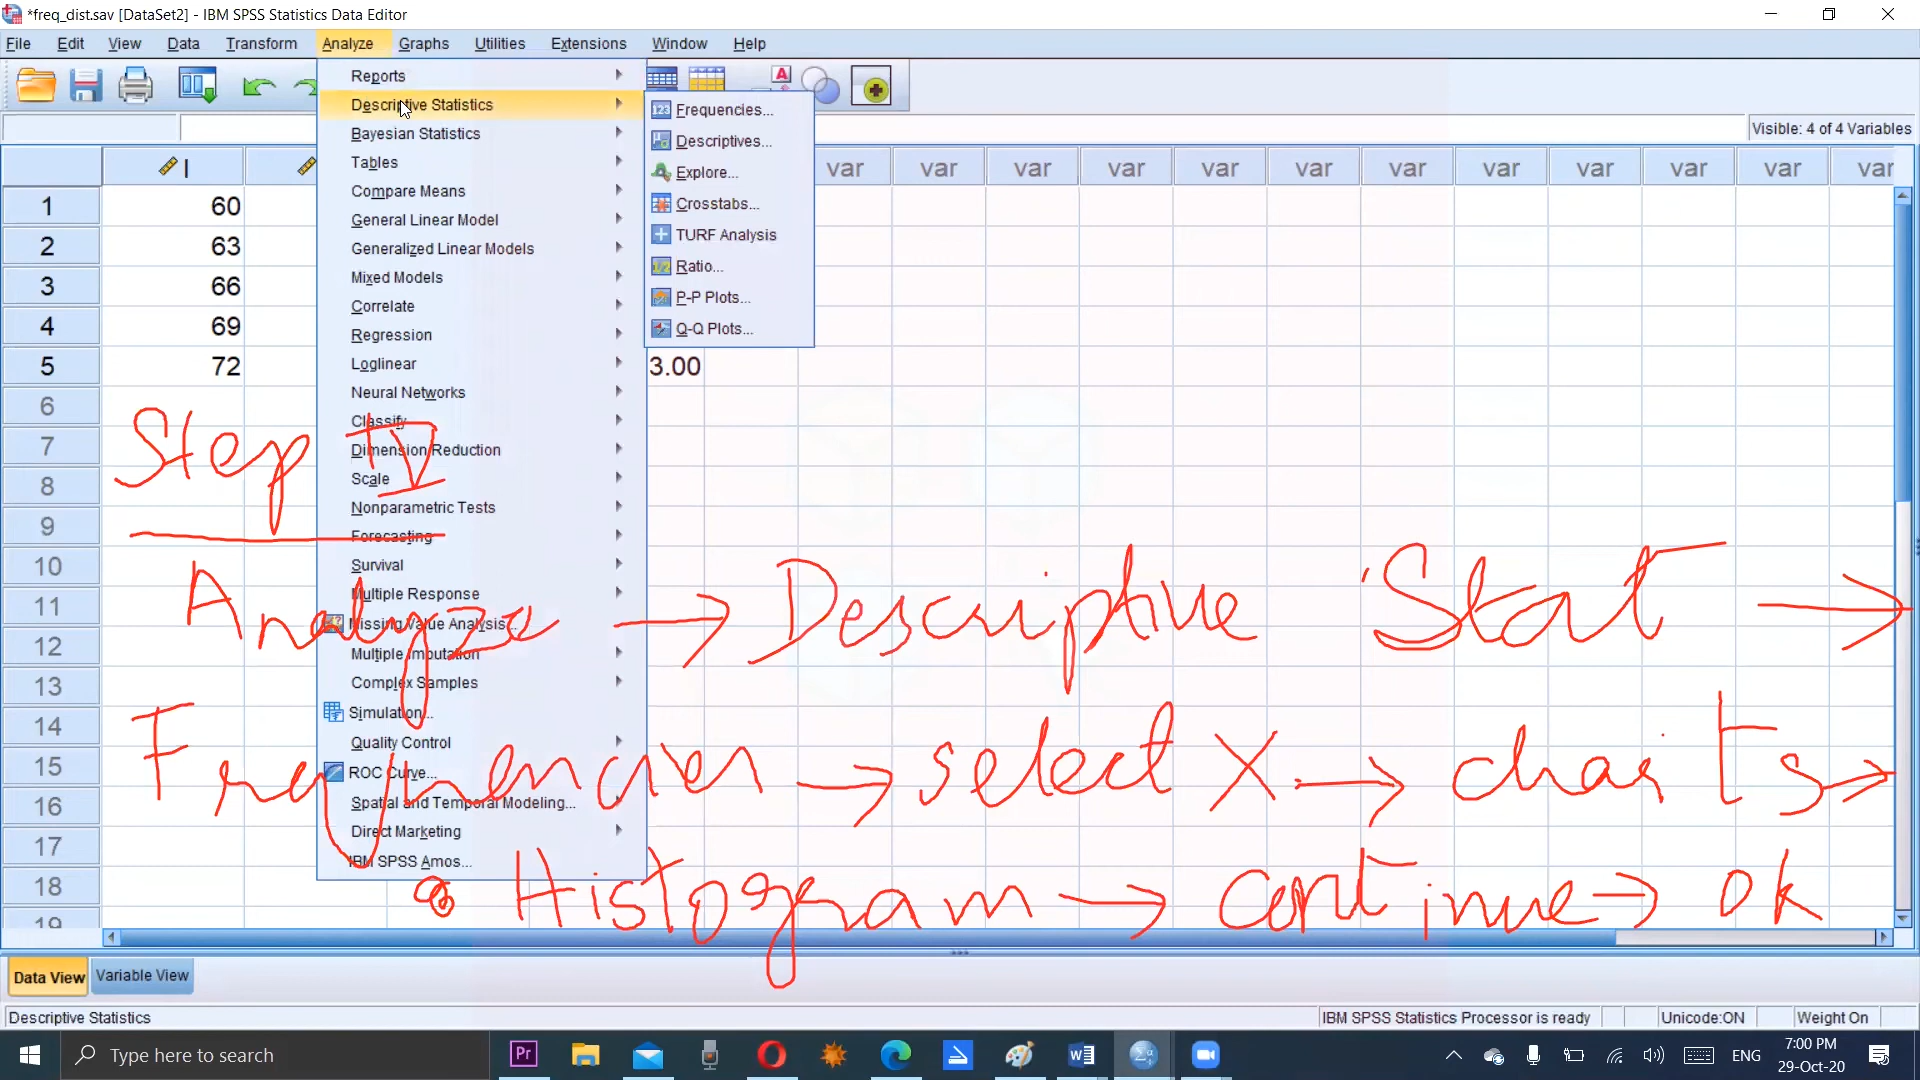 *freq_dist.sav [DataSet2] - IBM SPSS Statistics Data Editor
File Edit View Data Transform Analyze Graphs Utilities Extensions Window Help
Visible: 4 of 4 Variables
Reports
Descriptive Statistics
Bayesian Statistics
Tables
Compare Means
General Linear Model
Generalized Linear Models
Mixed Models
Correlate
Regression
Loglinear
Neural Networks
Classify
Dimension Reduction
Scale
Nonparametric Tests
Forecasting
Survival
Multiple Response
Missing Value Analysis...
Multiple Imputation
Complex Samples
Simulation...
Quality Control
ROC Curve...
Spatial and Temporal Modeling...
Direct Marketing
IBM SPSS Amos...
Frequencies...
Descriptives...
Explore...
Crosstabs...
TURF Analysis
Ratio...
P-P Plots...
Q-Q Plots...
var var var var var var var var var var var var
1 60
2 63
3 66
4 69
5 72 3.00
6
7
8
9
10
11
12
13
14
15
16
17
18
19
Step IV
Analyze → Descriptive Stat →
Frequencies → select X → charts →
Histogram → continue → ok
Data View Variable View
Descriptive Statistics IBM SPSS Statistics Processor is ready Unicode:ON Weight On
Type here to search
Pr
ENG
7:00 PM
29-Oct-20